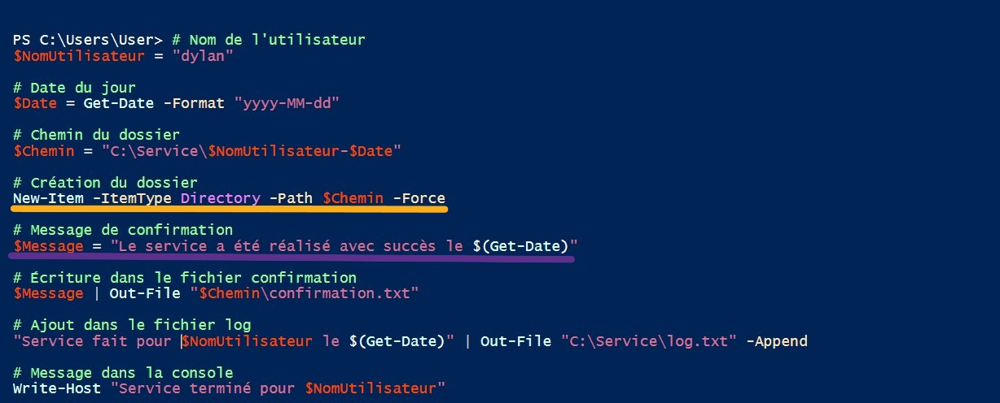 PS C:\Users\User> # Nom de l'utilisateur
$NomUtilisateur = "dylan"
# Date du jour
$Date = Get-Date -Format "yyyy-MM-dd"
# Chemin du dossier
$Chemin = "C:\Service\$NomUtilisateur-$Date"
# Création du dossier
New-Item -ItemType Directory -Path $Chemin -Force
# Message de confirmation
$Message = "Le service a été réalisé avec succès le $(Get-Date)"
# Écriture dans le fichier confirmation
$Message | Out-File "$Chemin\confirmation.txt"
# Ajout dans le fichier log
"Service fait pour $NomUtilisateur le $(Get-Date)" | Out-File "C:\Service\log.txt" -Append
# Message dans la console
Write-Host "Service terminé pour $NomUtilisateur"